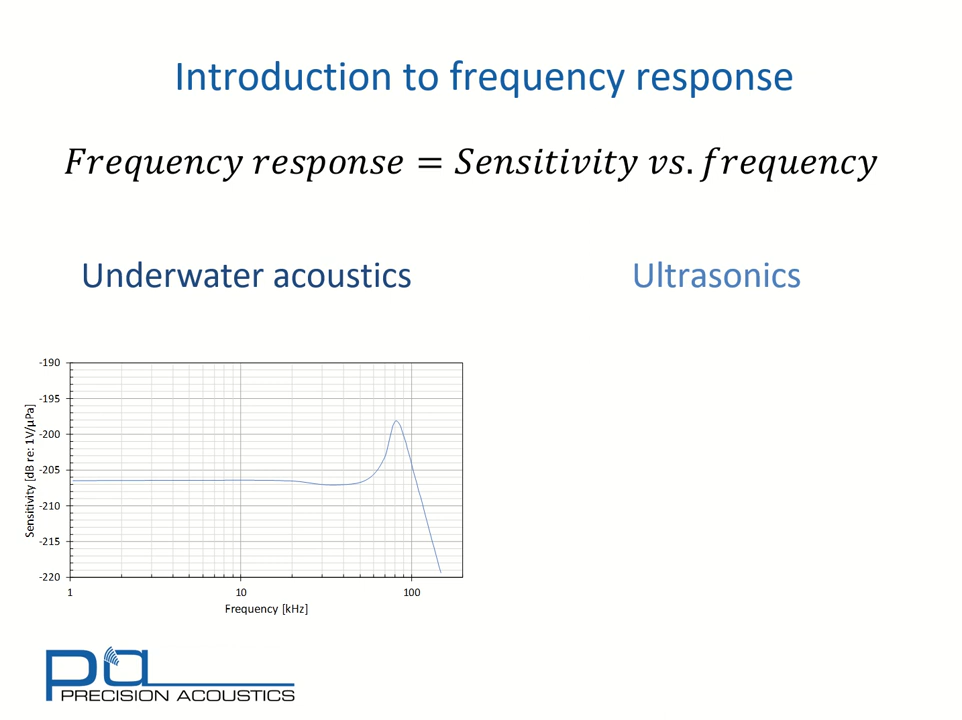 Introduction to frequency response
Frequency response = Sensitivity vs. frequency
Underwater acoustics
Ultrasonics
-190
-195
-200
-205
-210
-215
-220
Sensitivity [dB re: 1V/µPa]
1
10
100
Frequency [kHz]
pa
PRECISION ACOUSTICS